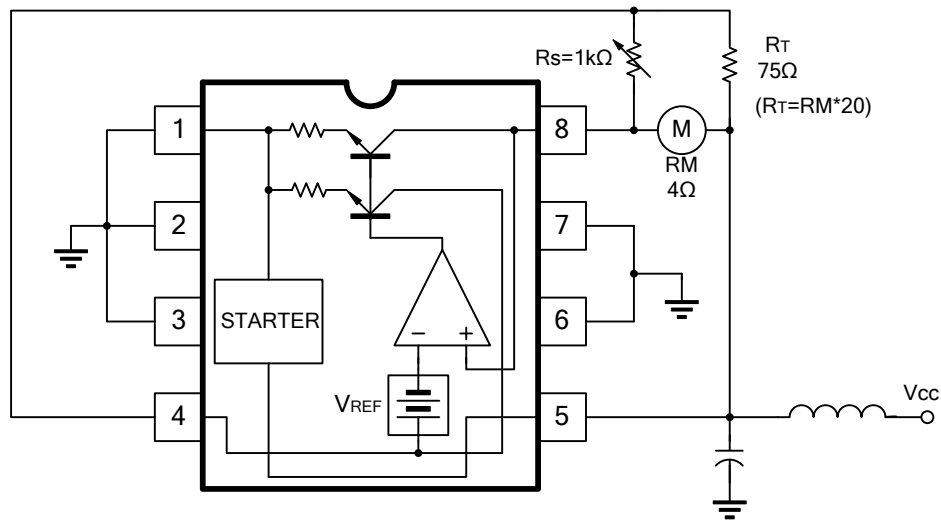 Rs=1kΩ
RT
75Ω
(RT=RM*20)
1
8
M
RM
4Ω
2
7
STARTER
3
6
− +
VREF
4
5
Vcc